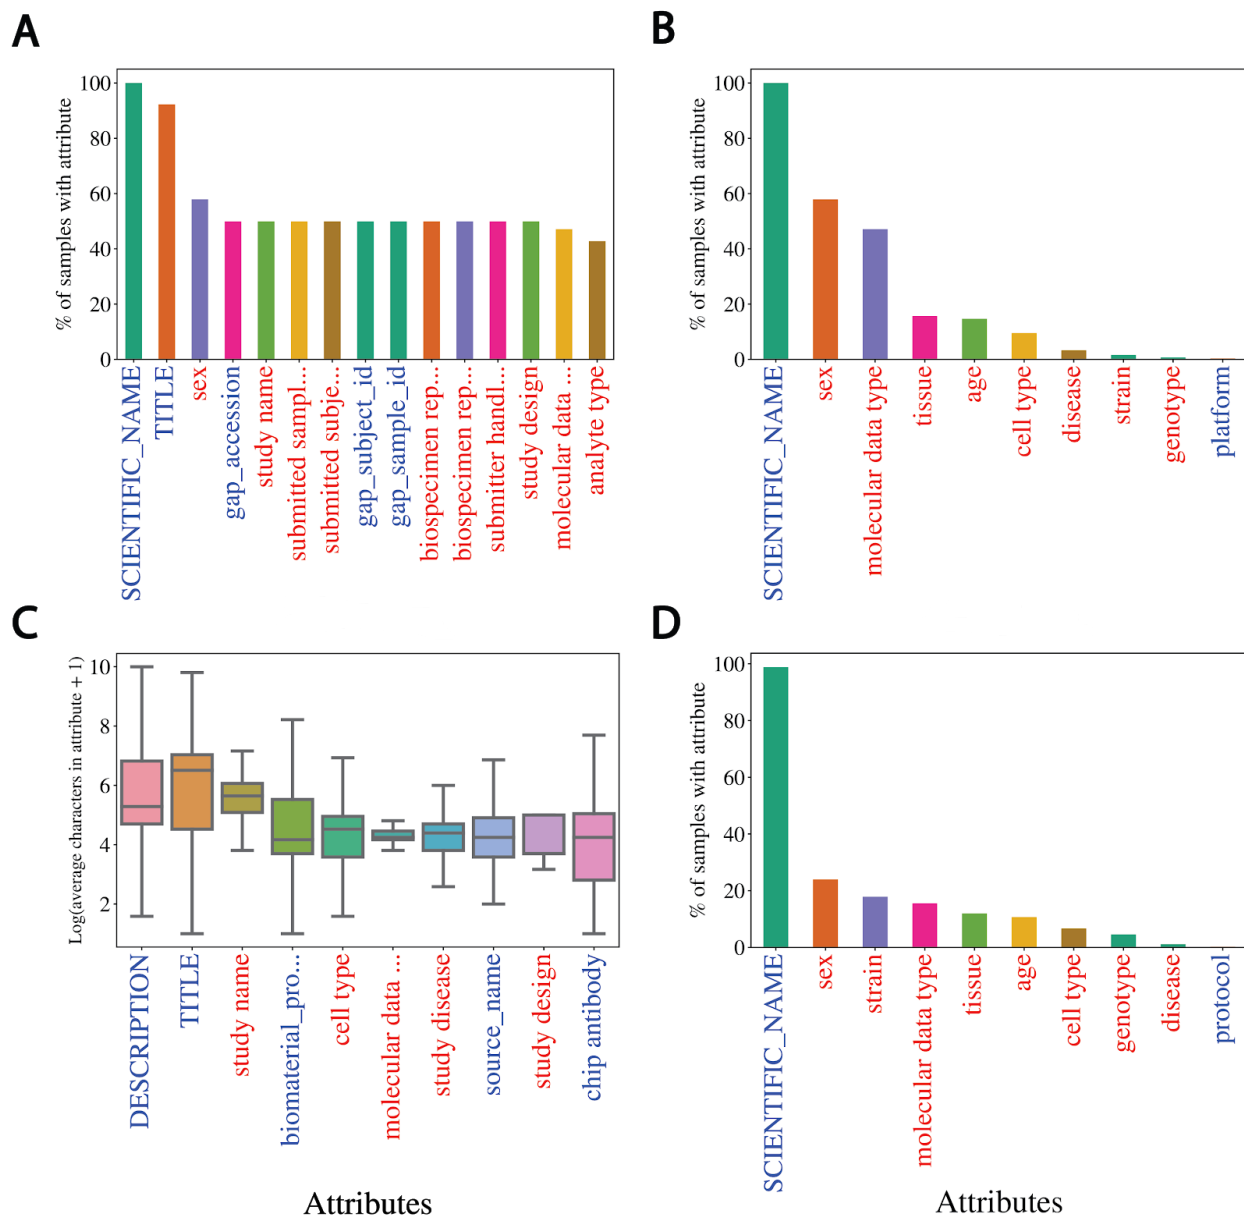 A
% of samples with attribute
100
80
60
40
20
0
SCIENTIFIC_NAME
TITLE
sex
gap_accession
study name
submitted sampl...
submitted subje...
gap_subject_id
gap_sample_id
biospecimen rep...
biospecimen rep...
submitter handl...
study design
molecular data ...
analyte type
B
% of samples with attribute
100
80
60
40
20
0
SCIENTIFIC_NAME
sex
molecular data type
tissue
age
cell type
disease
strain
genotype
platform
C
Log(average characters in attribute + 1)
10
8
6
4
2
DESCRIPTION
TITLE
study name
biomaterial_pro...
cell type
molecular data ...
study disease
source_name
study design
chip antibody
Attributes
D
% of samples with attribute
100
80
60
40
20
0
SCIENTIFIC_NAME
sex
strain
molecular data type
tissue
age
cell type
genotype
disease
protocol
Attributes